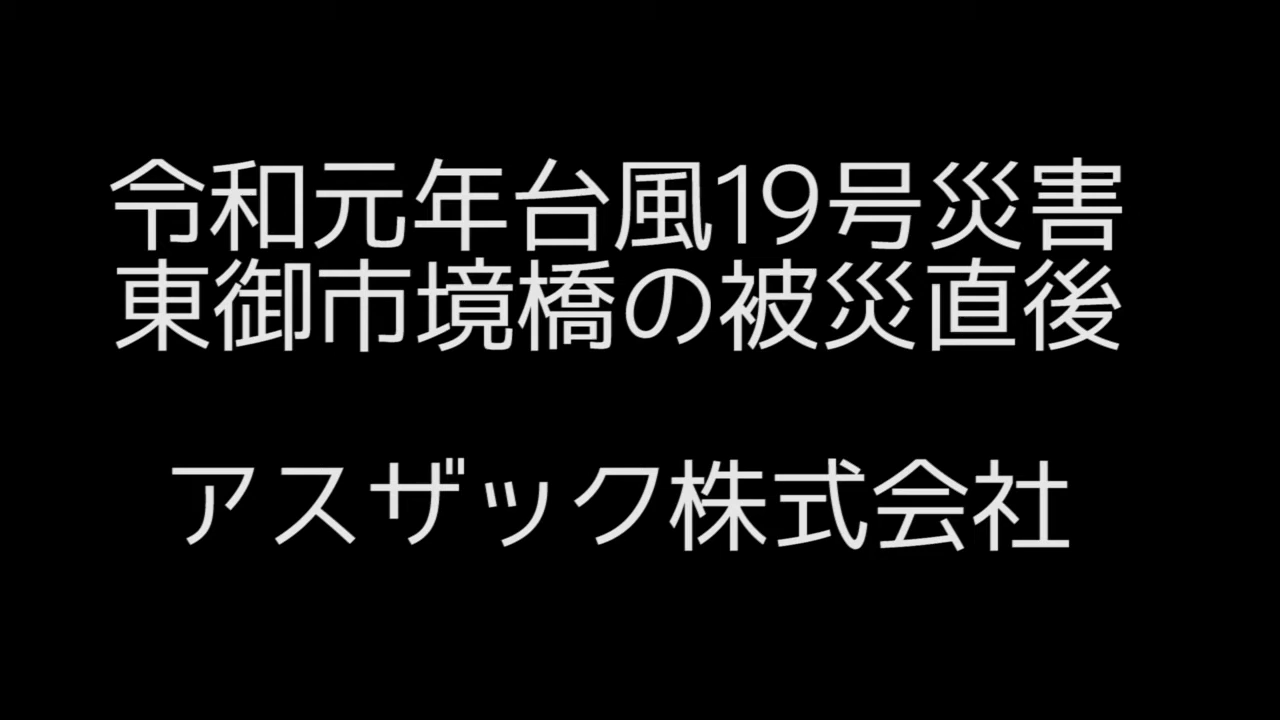 令和元年台風19号災害
東御市境橋の被災直後
アスザック株式会社